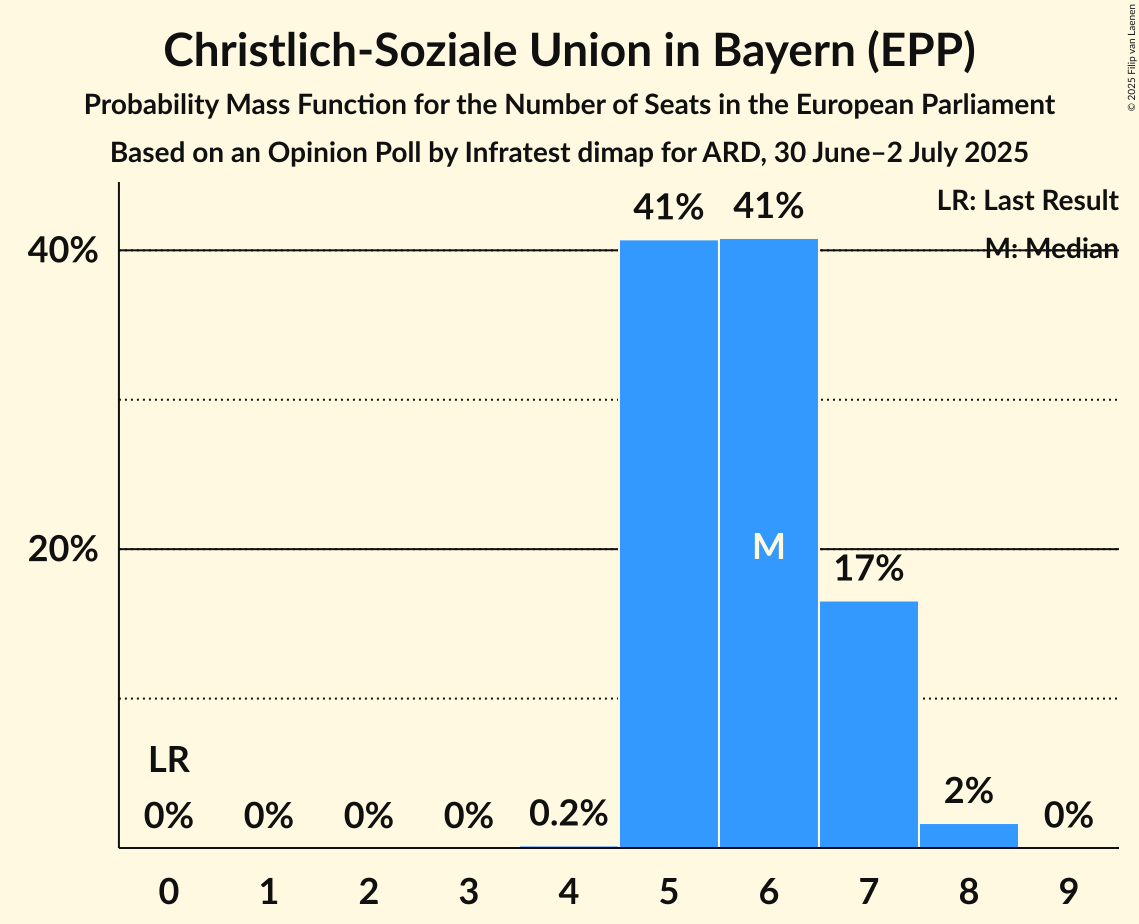 Christlich-Soziale Union in Bayern (EPP)
Probability Mass Function for the Number of Seats in the European Parliament
Based on an Opinion Poll by Infratest dimap for ARD, 30 June–2 July 2025
© 2025 Filip van Laenen
LR: Last Result
M: Median
41% 41%
40%
M
20%
17%
LR
0% 0% 0% 0% 0.2% 2% 0%
0 1 2 3 4 5 6 7 8 9